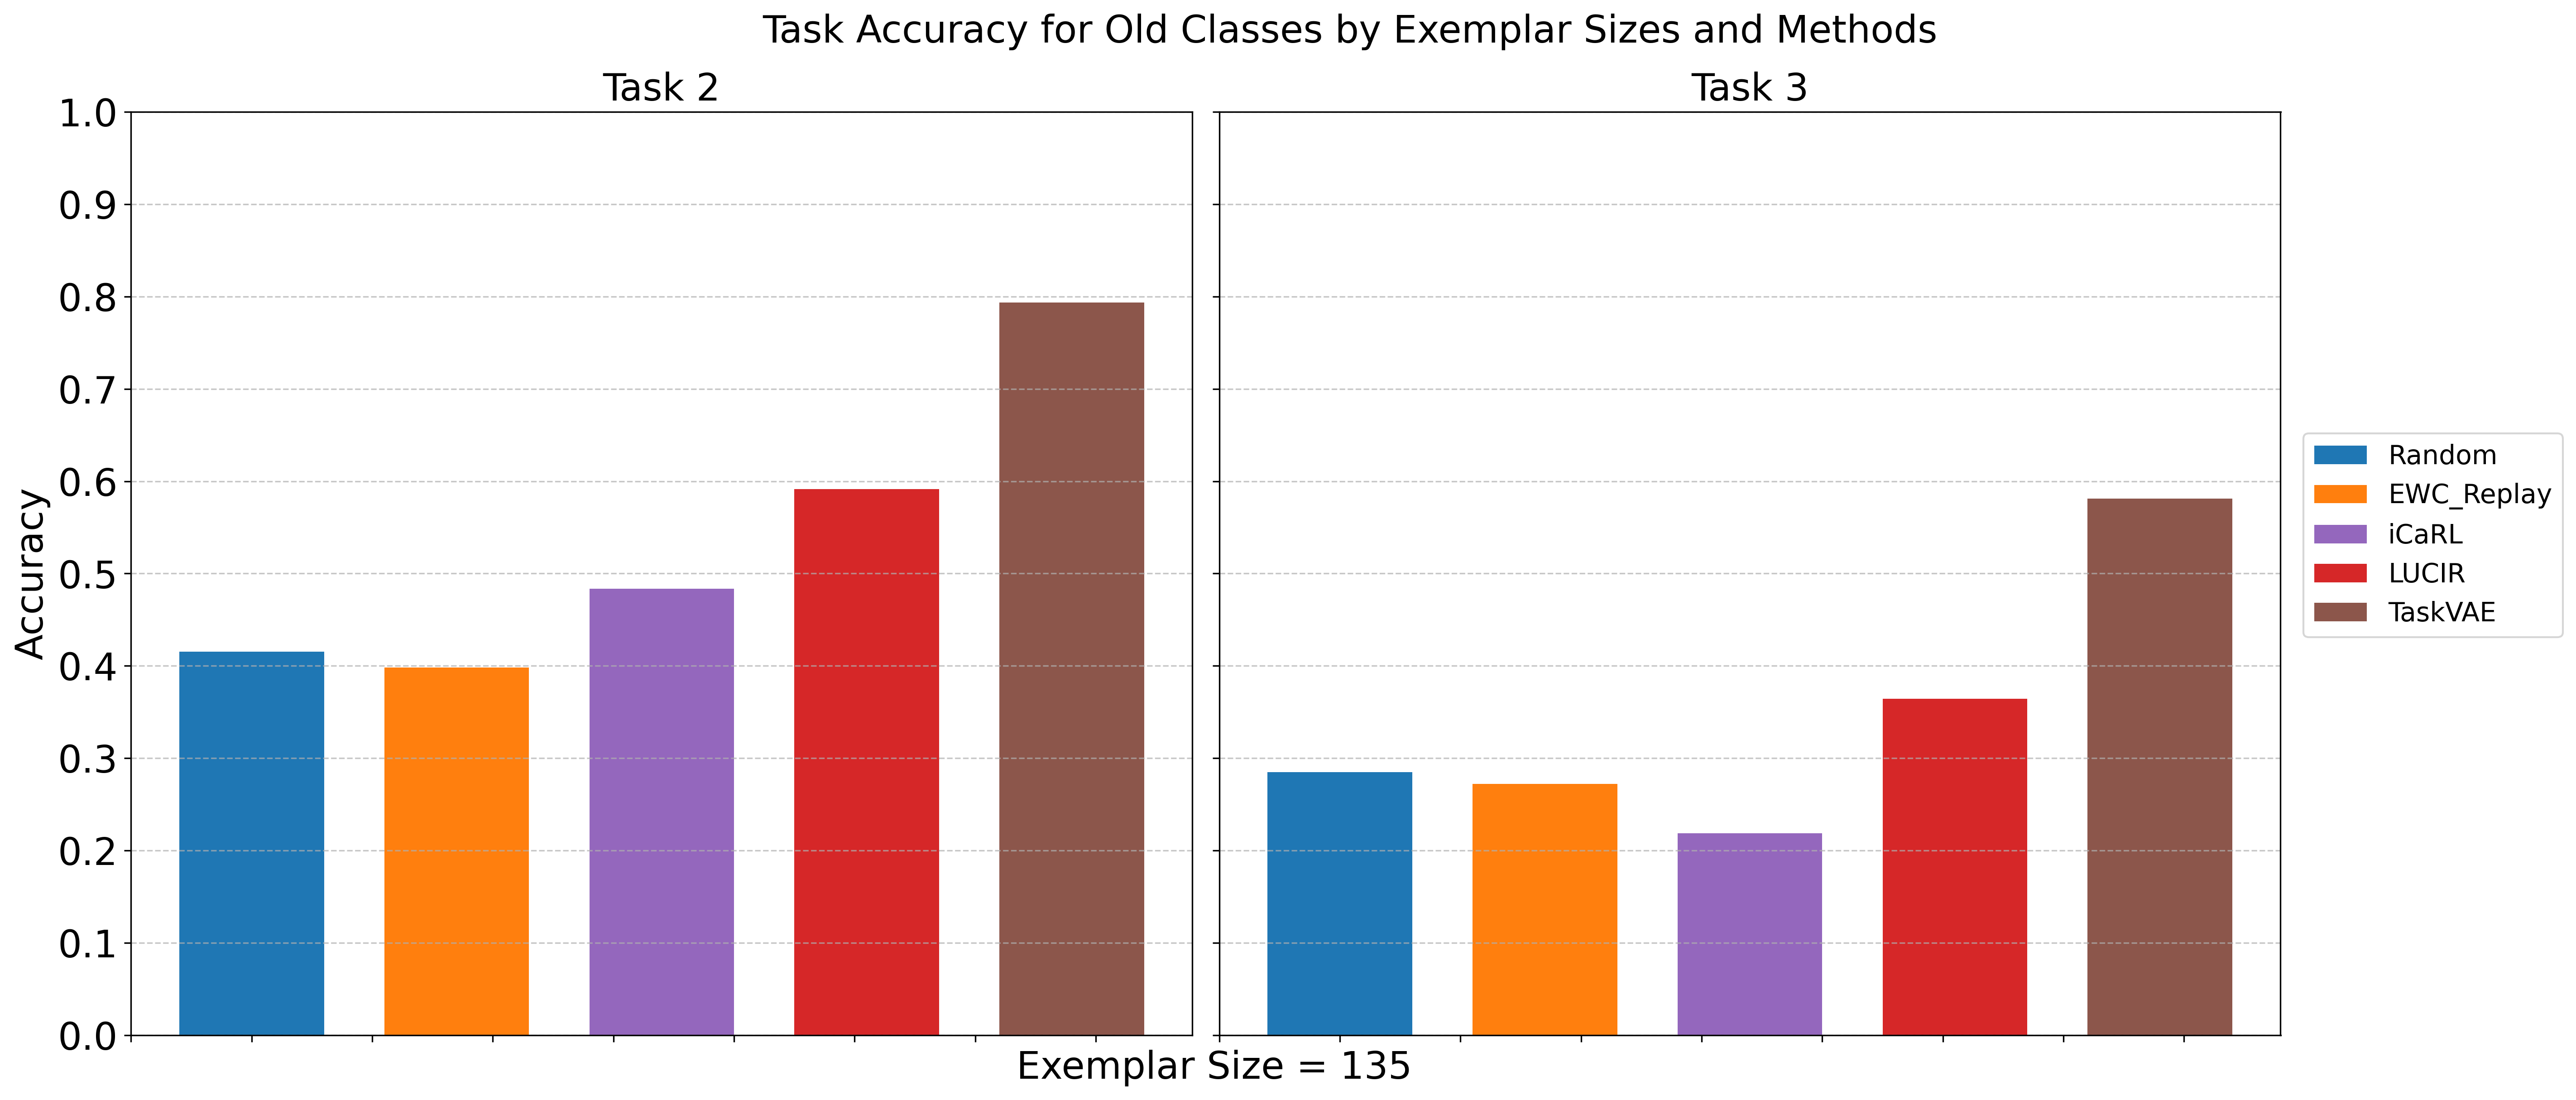 Task Accuracy for Old Classes by Exemplar Sizes and Methods
Task 2
Task 3
1.0
0.9
0.8
0.7
0.6
0.5
0.4
0.3
0.2
0.1
0.0
Accuracy
Exemplar Size = 135
Random
EWC_Replay
iCaRL
LUCIR
TaskVAE